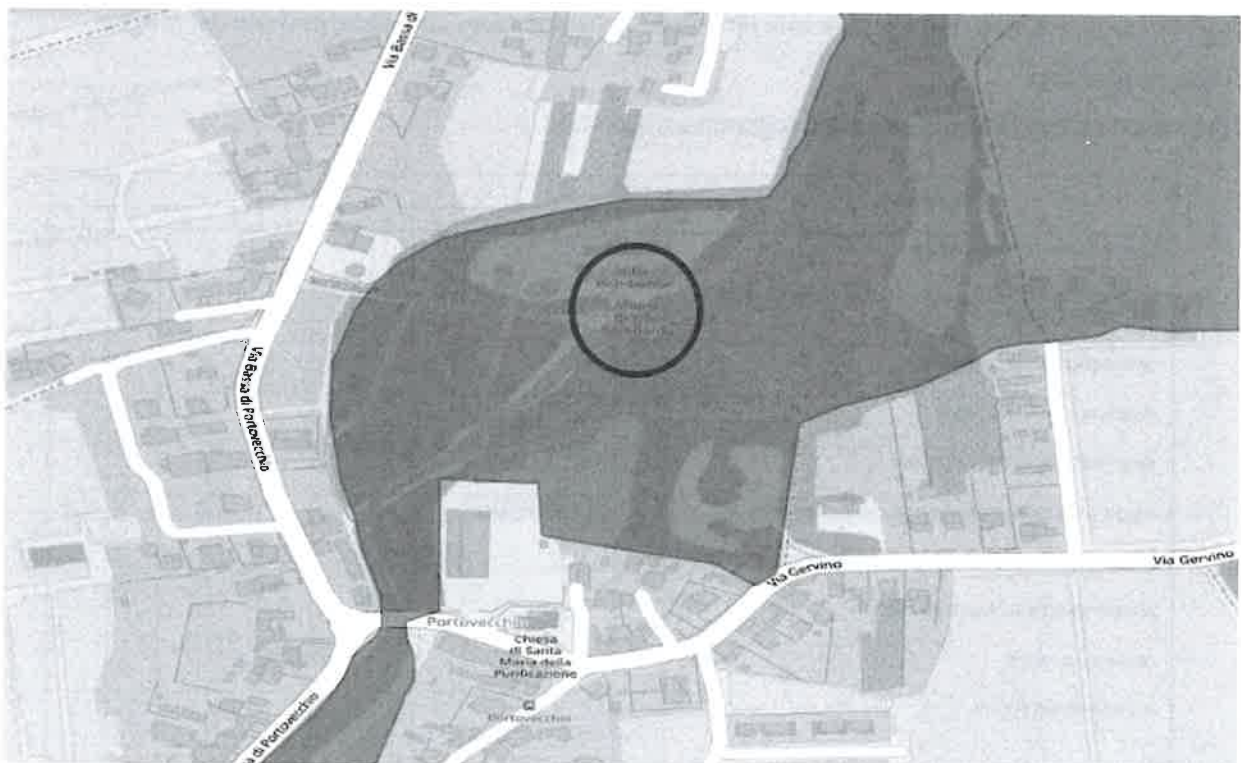 Via Bassa di
Via Bassa di Portovecchio
Via Gervino
Via Gervino
Portovecchio
Chiesa
di Santa
Maria della
Purificazione
Portovecchio
a di Portovecchio